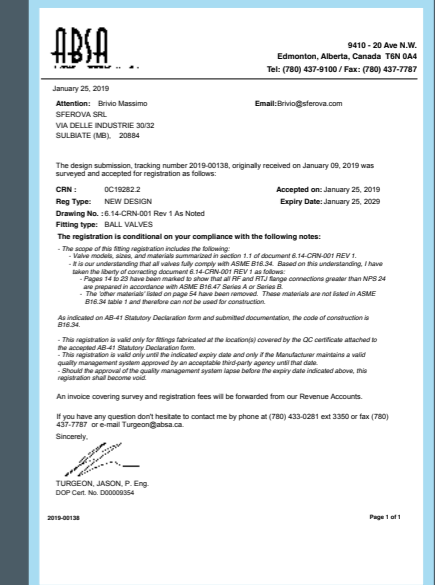 ABSA
9410 - 20 Ave N.W.
Edmonton, Alberta, Canada T6N 0A4
Tel: (780) 437-9100 / Fax: (780) 437-7787
January 25, 2019
Attention: Brivio Massimo Email:Brivio@sferova.com
SFEROVA SRL
VIA DELLE INDUSTRIE 30/32
SULBIATE (MB), 20884
The design submission, tracking number 2019-00138, originally received on January 09, 2019 was
surveyed and accepted for registration as follows:
CRN : 0C19282.2 Accepted on: January 25, 2019
Reg Type: NEW DESIGN Expiry Date: January 25, 2029
Drawing No. : 6.14-CRN-001 Rev 1 As Noted
Fitting type: BALL VALVES
The registration is conditional on your compliance with the following notes:
- The scope of this fitting registration includes the following:
- Valve models, sizes, and materials summarized in section 1.1 of document 6.14-CRN-001 REV 1.
- It is our understanding that all valves fully comply with ASME B16.34. Based on this understanding, I have
taken the liberty of correcting document 6.14-CRN-001 REV 1 as follows:
- Pages 14 to 23 have been marked to show that all RF and RTJ flange connections greater than NPS 24
are prepared in accordance with ASME B16.47 Series A or Series B.
- The 'other materials' listed on page 54 have been removed. These materials are not listed in ASME
B16.34 table 1 and therefore can not be used for construction.
As indicated on AB-41 Statutory Declaration form and submitted documentation, the code of construction is
B16.34.
- This registration is valid only for fittings fabricated at the location(s) covered by the QC certificate attached to
the accepted AB-41 Statutory Declaration form.
- This registration is valid only until the indicated expiry date and only if the Manufacturer maintains a valid
quality management system approved by an acceptable third-party agency until that date.
- Should the approval of the quality management system lapse before the expiry date indicated above, this
registration shall become void.
An invoice covering survey and registration fees will be forwarded from our Revenue Accounts.
If you have any question don't hesitate to contact me by phone at (780) 433-0281 ext 3350 or fax (780)
437-7787 or e-mail Turgeon@absa.ca.
Sincerely,
TURGEON, JASON, P. Eng.
DOP Cert. No. D00009354
2019-00138 Page 1 of 1